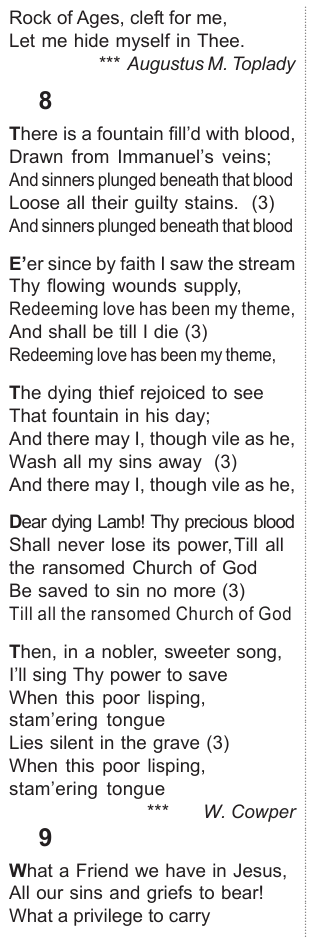 Rock of Ages, cleft for me,
Let me hide myself in Thee.
*** Augustus M. Toplady
8
There is a fountain fill'd with blood,
Drawn from Immanuel's veins;
And sinners plunged beneath that blood
Loose all their guilty stains. (3)
And sinners plunged beneath that blood
E'er since by faith I saw the stream
Thy flowing wounds supply,
Redeeming love has been my theme,
And shall be till I die (3)
Redeeming love has been my theme,
The dying thief rejoiced to see
That fountain in his day;
And there may I, though vile as he,
Wash all my sins away (3)
And there may I, though vile as he,
Dear dying Lamb! Thy precious blood
Shall never lose its power,Till all
the ransomed Church of God
Be saved to sin no more (3)
Till all the ransomed Church of God
Then, in a nobler, sweeter song,
I'll sing Thy power to save
When this poor lisping,
stam'ering tongue
Lies silent in the grave (3)
When this poor lisping,
stam'ering tongue
*** W. Cowper
9
What a Friend we have in Jesus,
All our sins and griefs to bear!
What a privilege to carry